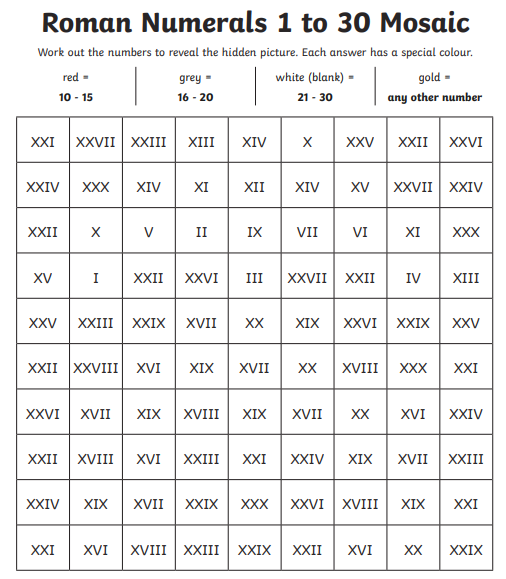 Roman Numerals 1 to 30 Mosaic
Work out the numbers to reveal the hidden picture. Each answer has a special colour.
red = grey = white (blank) = gold =
10 - 15 16 - 20 21 - 30 any other number
XXI XXVII XXIII XIII XIV X XXV XXII XXVI
XXIV XXX XIV XI XII XIV XV XXVII XXIV
XXII X V II IX VII VI XI XXX
XV I XXII XXVI III XXVII XXII IV XIII
XXV XXIII XXIX XVII XX XIX XXVI XXIX XXV
XXII XXVIII XVI XIX XVII XX XVIII XXX XXI
XXVI XVII XIX XVIII XIX XVII XX XVI XXIV
XXII XVIII XVI XXIII XXI XXIV XIX XVII XXIII
XXIV XIX XVII XXIX XXX XXVI XVIII XIX XXI
XXI XVI XVIII XXIII XXIX XXII XVI XX XXIX